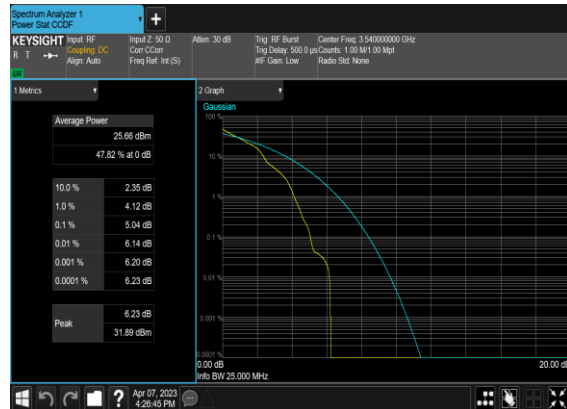 Spectrum Analyzer 1
Power Stat CCDF
+
KEYSIGHT
R T
LV
Input: RF
Coupling: DC
Align: Auto
Input Z: 50 Ω
Corr CCorr
Freq Ref: Int (S)
Atten: 30 dB
Trig: RF Burst
Trig Delay: 500.0 µs
#IF Gain: Low
Center Freq: 3.540000000 GHz
Counts: 1.00 M/1.00 Mpt
Radio Std: None
1 Metrics
Average Power
25.66 dBm
47.82 % at 0 dB
10.0 % 2.35 dB
1.0 % 4.12 dB
0.1 % 5.04 dB
0.01 % 6.14 dB
0.001 % 6.20 dB
0.0001 % 6.23 dB
Peak
6.23 dB
31.89 dBm
2 Graph
Gaussian
100 %
10 %
1 %
0.1 %
0.01 %
0.001 %
0.0001 %
0.00 dB
20.00 dB
Info BW 25.000 MHz
?
Apr 07, 2023
4:26:45 PM